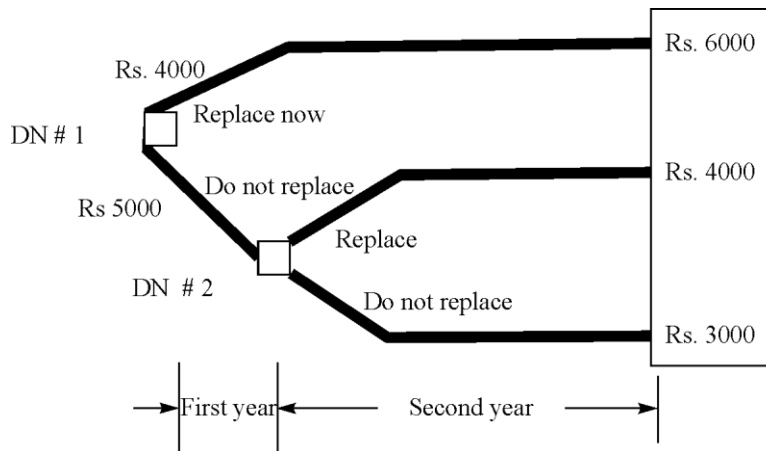 Rs. 4000
Rs. 6000
Replace now
DN # 1
Do not replace
Rs. 4000
Rs 5000
Replace
DN # 2
Do not replace
Rs. 3000
First year
Second year